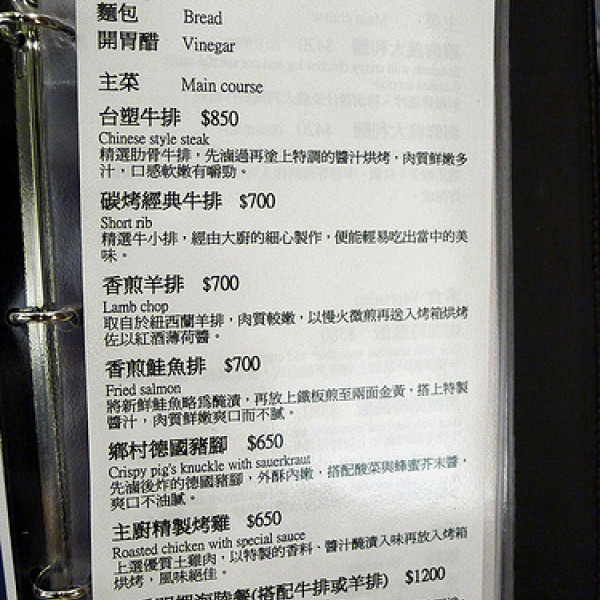 麵包 Bread
開胃醋 Vinegar
主菜 Main course
台塑牛排 $850
Chinese style steak
精選肋骨牛排，先滷過再塗上特調的醬汁烘烤，肉質鮮嫩多
汁，口感軟嫩有嚼勁。
碳烤經典牛排 $700
Short rib
精選牛小排，經由大廚的細心製作，便能輕易吃出當中的美
味。
香煎羊排 $700
Lamb chop
取自於紐西蘭羊排，肉質較嫩，以慢火微煎再送入烤箱烘烤
佐以紅酒薄荷醬。
香煎鮭魚排 $700
Fried salmon
將新鮮鮭魚略為醃漬，再放上鐵板煎至兩面金黃，搭上特製
醬汁，肉質鮮嫩爽口而不膩。
鄉村德國豬腳 $650
Crispy pig's knuckle with sauerkraut
先滷後炸的德國豬腳，外酥內嫩，搭配酸菜與蜂蜜芥末醬，
爽口不油膩。
主廚精製烤雞 $650
Roasted chicken with special sauce
上選優質土雞肉，以特製的香料、醬汁醃漬入味再放入烤箱
烘烤，風味絕佳。
海陸餐(搭配牛排或羊排) $1200